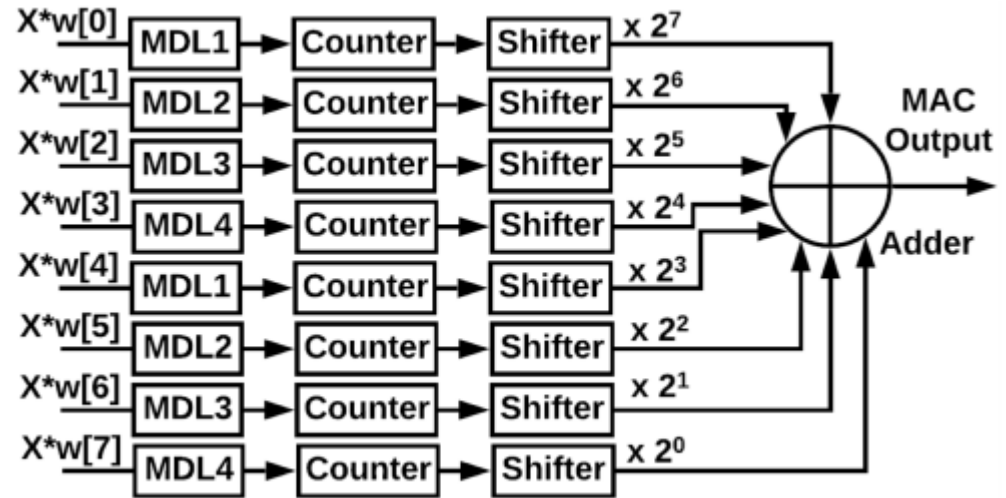 X*w[0] MDL1 Counter Shifter x 2⁷
X*w[1] MDL2 Counter Shifter x 2⁶
X*w[2] MDL3 Counter Shifter x 2⁵
X*w[3] MDL4 Counter Shifter x 2⁴
X*w[4] MDL1 Counter Shifter x 2³
X*w[5] MDL2 Counter Shifter x 2²
X*w[6] MDL3 Counter Shifter x 2¹
X*w[7] MDL4 Counter Shifter x 2⁰
MAC
Output
Adder